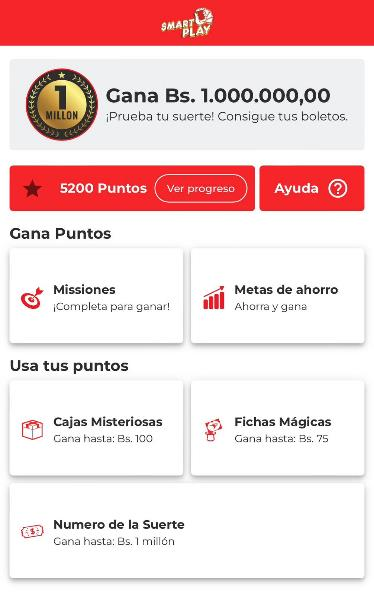 SMART
PLAY
1
MILLON
Gana Bs. 1.000.000,00
¡Prueba tu suerte! Consigue tus boletos.
5200 Puntos Ver progreso Ayuda ?
Gana Puntos
Missiones
¡Completa para ganar!
Metas de ahorro
Ahorra y gana
Usa tus puntos
Cajas Misteriosas
Gana hasta: Bs. 100
Fichas Mágicas
Gana hasta: Bs. 75
Numero de la Suerte
Gana hasta: Bs. 1 millón